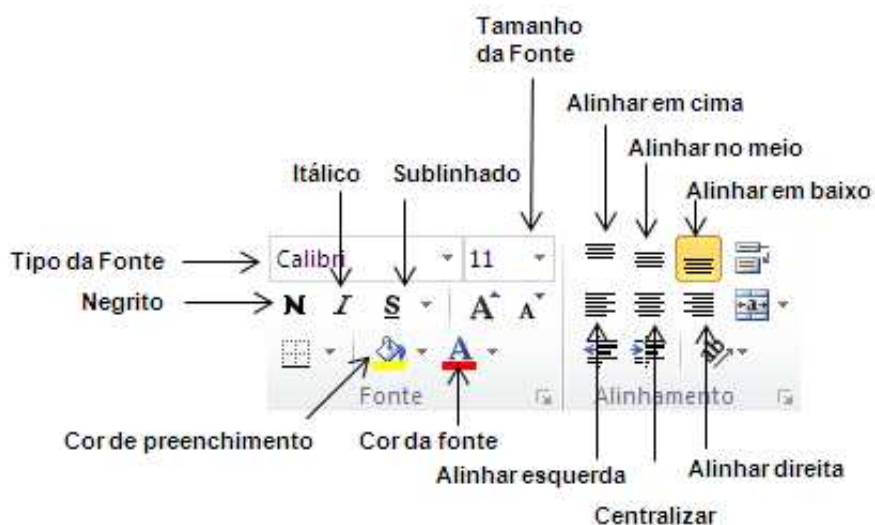 Tamanho
da Fonte
Alinhar em cima
Alinhar no meio
Itálico
Sublinhado
Alinhar em baixo
Tipo da Fonte
Calibri
11
Negrito
N I S A A a
ab
Fonte
Alinhamento
Cor de preenchimento
Cor da fonte
Alinhar esquerda
Alinhar direita
Centralizar